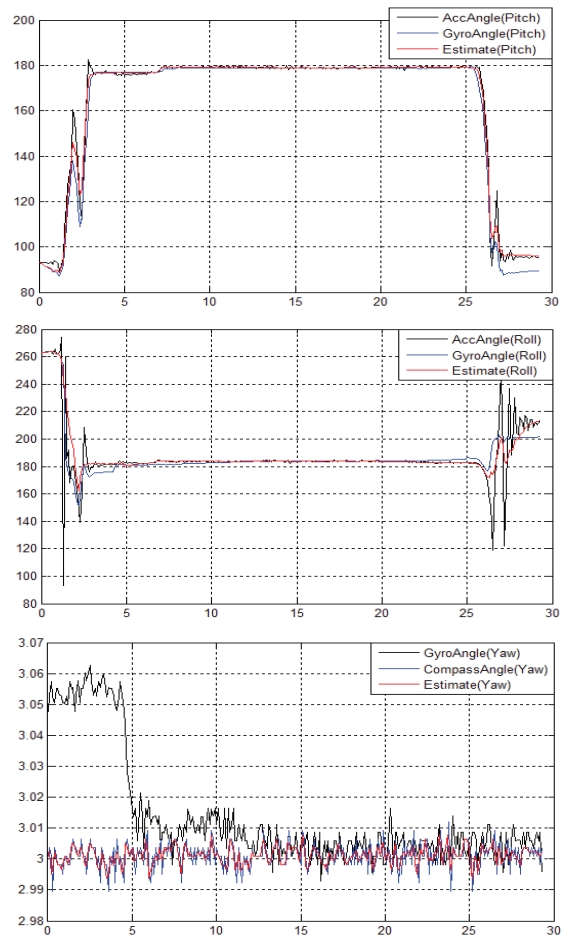 AccAngle(Pitch)
GyroAngle(Pitch)
Estimate(Pitch)
200
180
160
140
120
100
80
0 5 10 15 20 25 30
AccAngle(Roll)
GyroAngle(Roll)
Estimate(Roll)
280
260
240
220
200
180
160
140
120
100
80
0 5 10 15 20 25 30
GyroAngle(Yaw)
CompassAngle(Yaw)
Estimate(Yaw)
3.07
3.06
3.05
3.04
3.03
3.02
3.01
3
2.99
2.98
0 5 10 15 20 25 30